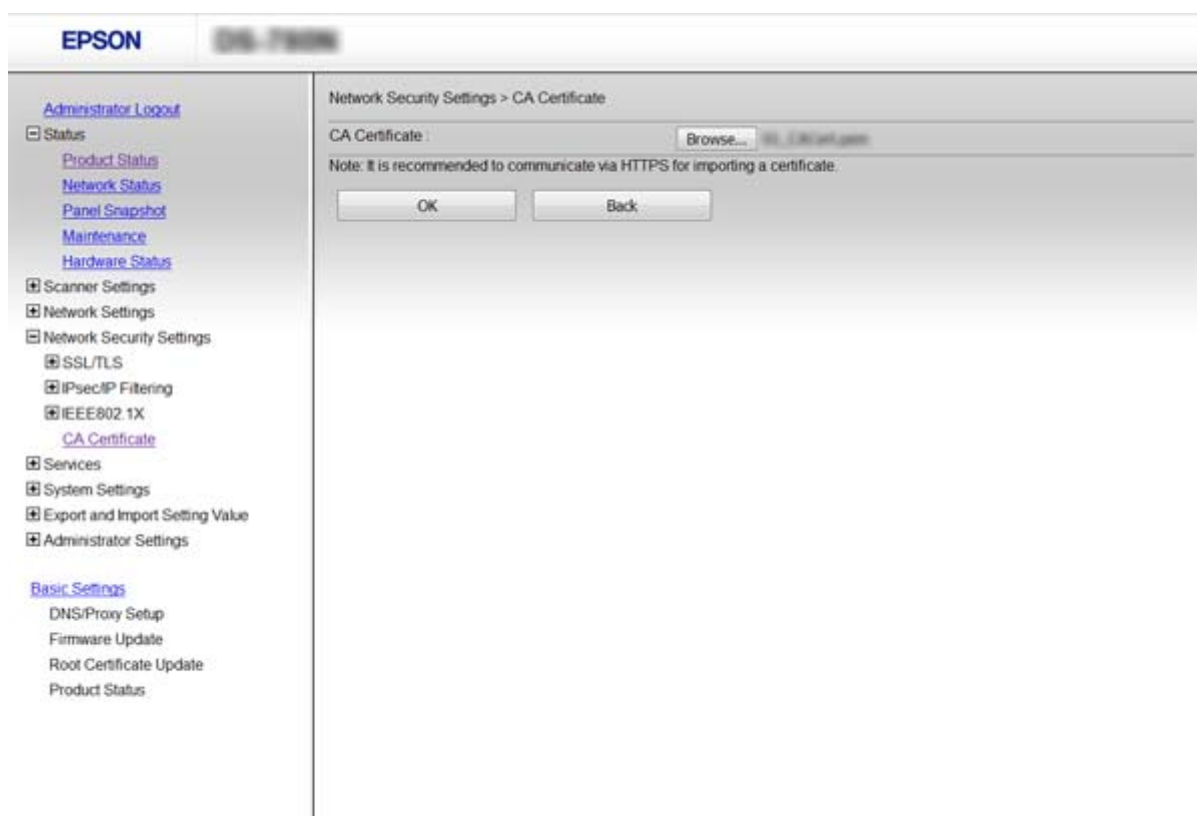 EPSON
Administrator Logout
Status
Product Status
Network Status
Panel Snapshot
Maintenance
Hardware Status
Scanner Settings
Network Settings
Network Security Settings
SSL/TLS
IPsec/IP Filtering
IEEE802.1X
CA Certificate
Services
System Settings
Export and Import Setting Value
Administrator Settings
Basic Settings
DNS/Proxy Setup
Firmware Update
Root Certificate Update
Product Status
Network Security Settings > CA Certificate
CA Certificate : Browse...
Note: It is recommended to communicate via HTTPS for importing a certificate.
OK Back